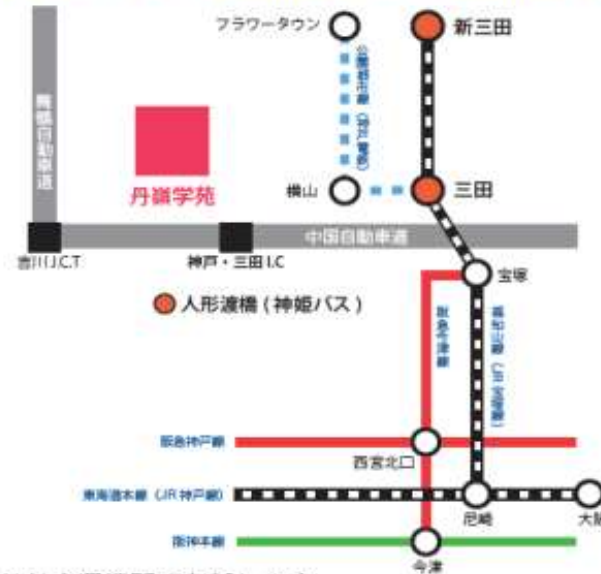 フラワータウン
新三田
舞鶴自動車道
丹嶺学苑
横山
三田
中国自動車道
吉川J.C.T
神戸・三田I.C
宝塚
人形渡橋(神姫バス)
阪急今津線
福知山線(JR宝塚線)
阪急神戸線
西宮北口
東海道本線(JR神戸線)
尼崎
大阪
阪神本線
今津